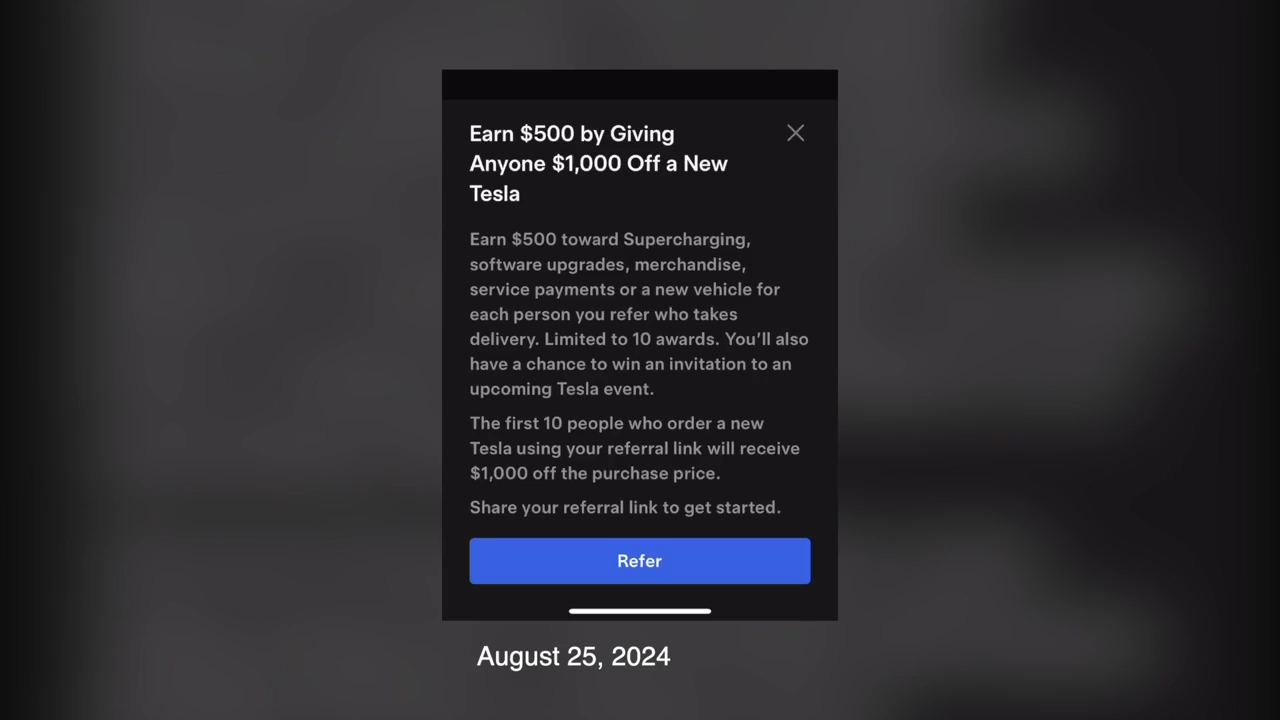 Earn $500 by Giving
Anyone $1,000 Off a New
Tesla
Earn $500 toward Supercharging,
software upgrades, merchandise,
service payments or a new vehicle for
each person you refer who takes
delivery. Limited to 10 awards. You’ll also
have a chance to win an invitation to an
upcoming Tesla event.
The first 10 people who order a new
Tesla using your referral link will receive
$1,000 off the purchase price.
Share your referral link to get started.
Refer
August 25, 2024